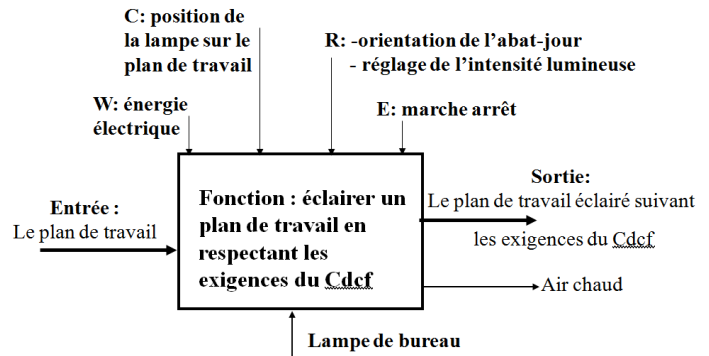 C: position de
la lampe sur le
plan de travail
R: -orientation de l’abat-jour
- réglage de l’intensité lumineuse
W: énergie
électrique
E: marche arrêt
Entrée :
Le plan de travail
Fonction : éclairer un
plan de travail en
respectant les
exigences du Cdcf
Sortie:
Le plan de travail éclairé suivant
les exigences du Cdcf
Air chaud
Lampe de bureau